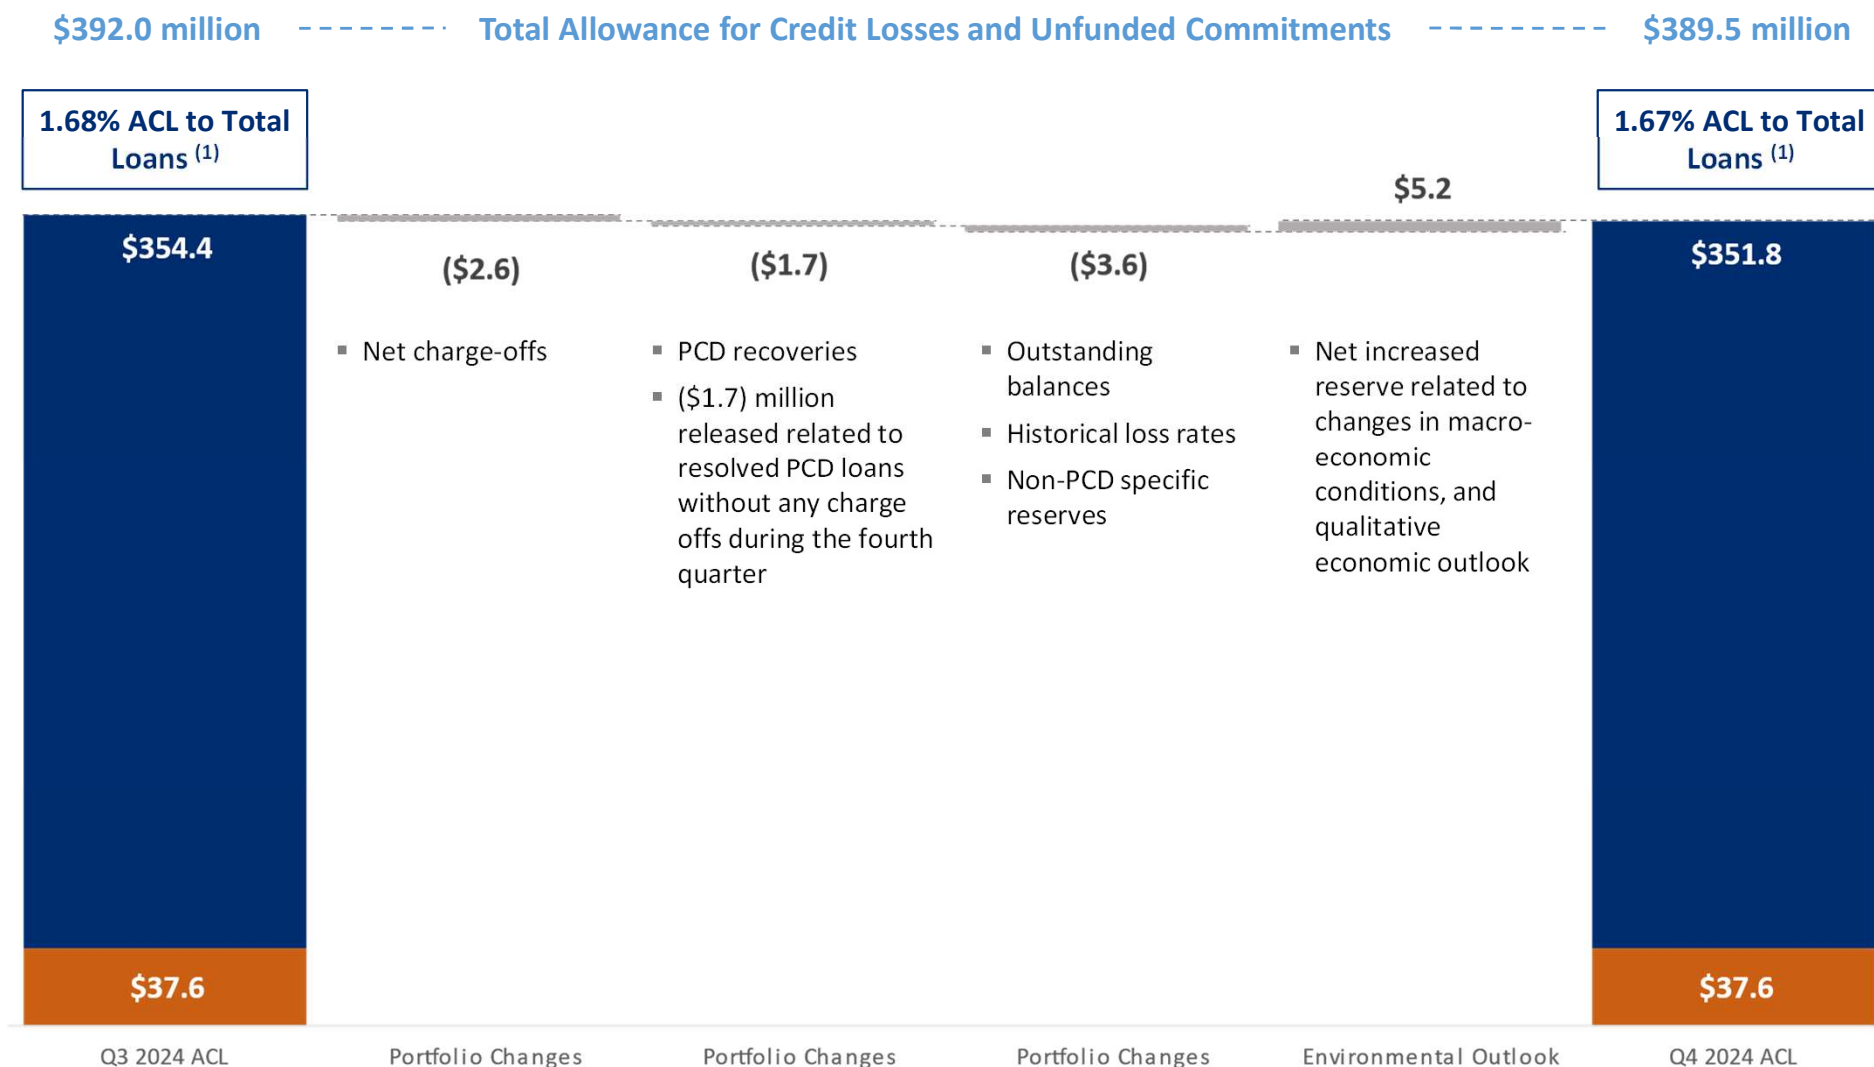 $392.0 million
Total Allowance for Credit Losses and Unfunded Commitments
$389.5 million
1.68% ACL to Total
Loans (1)
1.67% ACL to Total
Loans (1)
$354.4
($2.6)
($1.7)
($3.6)
$5.2
$351.8
▪ Net charge-offs
▪ PCD recoveries
▪ ($1.7) million
released related to
resolved PCD loans
without any charge
offs during the fourth
quarter
▪ Outstanding
balances
▪ Historical loss rates
▪ Non-PCD specific
reserves
▪ Net increased
reserve related to
changes in macro-
economic
conditions, and
qualitative
economic outlook
$37.6
$37.6
Q3 2024 ACL
Portfolio Changes
Portfolio Changes
Portfolio Changes
Environmental Outlook
Q4 2024 ACL